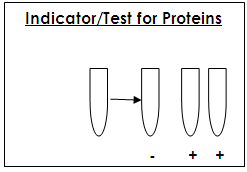 Indicator/Test for Proteins
- + +